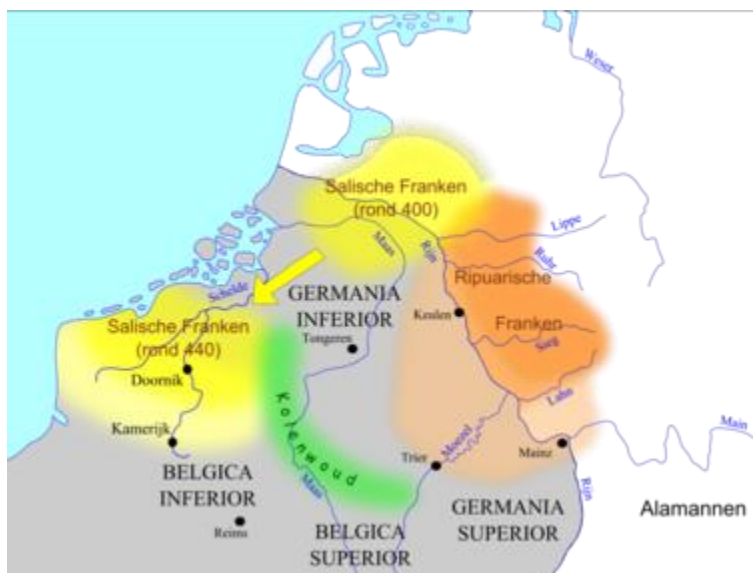 Weser
Salische Franken
(rond 400)
Lippe
Maas
Rijn
Ruhr
Ripuarische
Schelde
GERMANIA
INFERIOR
Keulen
Franken
Salische Franken
(rond 440)
Tongeren
Sieg
Doornik
Kolenwoud
Lahn
Kamerijk
Main
Moezel
Trier
Mainz
BELGICA
INFERIOR
Maas
Rijn
GERMANIA
SUPERIOR
Alamannen
Reims
BELGICA
SUPERIOR